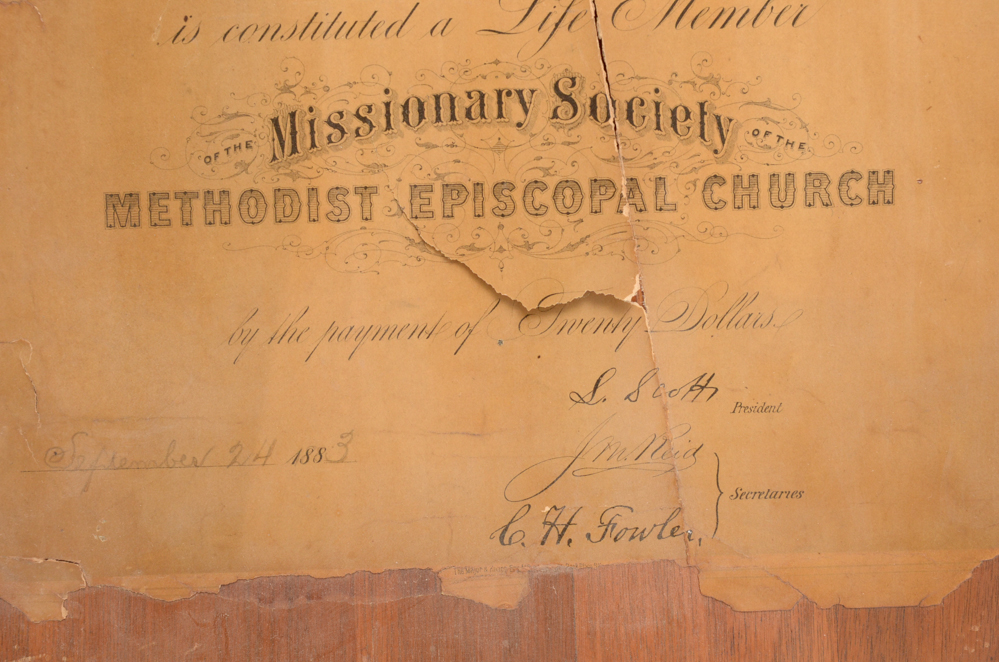 is constituted a Life Member
OF THE Missionary Society OF THE
METHODIST EPISCOPAL CHURCH
by the payment of Twenty Dollars.
L. Scott President
J. M. Reid
September 24 1883
Secretaries
C. H. Fowler.